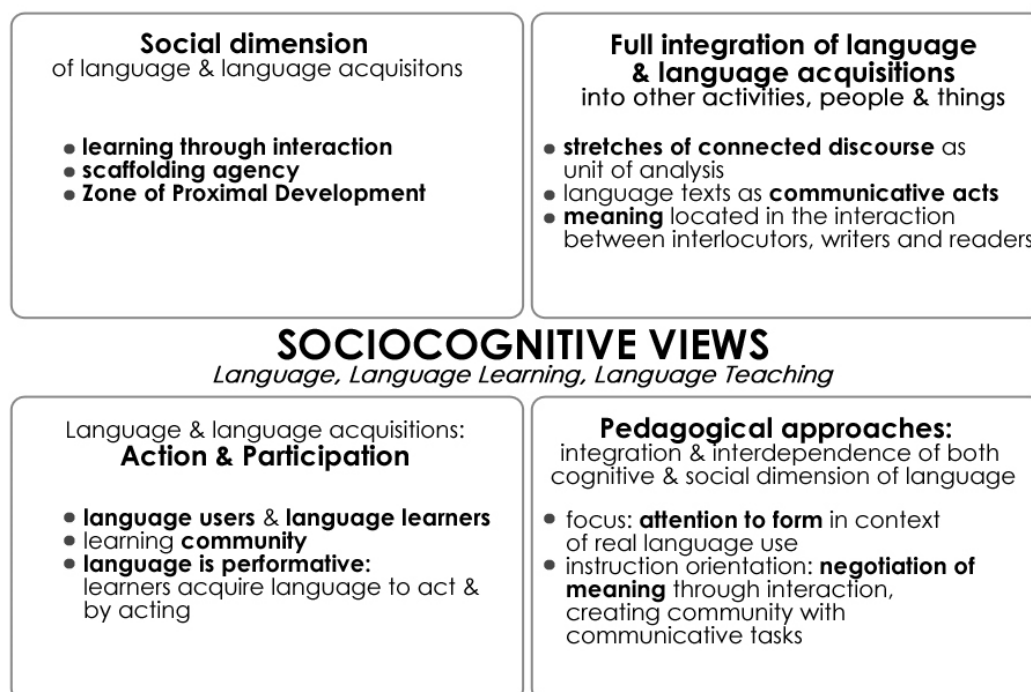 Social dimension
of language & language acquisitons
• learning through interaction
• scaffolding agency
• Zone of Proximal Development
Full integration of language
& language acquisitions
into other activities, people & things
• stretches of connected discourse as
unit of analysis
• language texts as communicative acts
• meaning located in the interaction
between interlocutors, writers and readers
SOCIOCOGNITIVE VIEWS
Language, Language Learning, Language Teaching
Language & language acquisitions:
Action & Participation
• language users & language learners
• learning community
• language is performative:
learners acquire language to act &
by acting
Pedagogical approaches:
integration & interdependence of both
cognitive & social dimension of language
• focus: attention to form in context
of real language use
• instruction orientation: negotiation of
meaning through interaction,
creating community with
communicative tasks